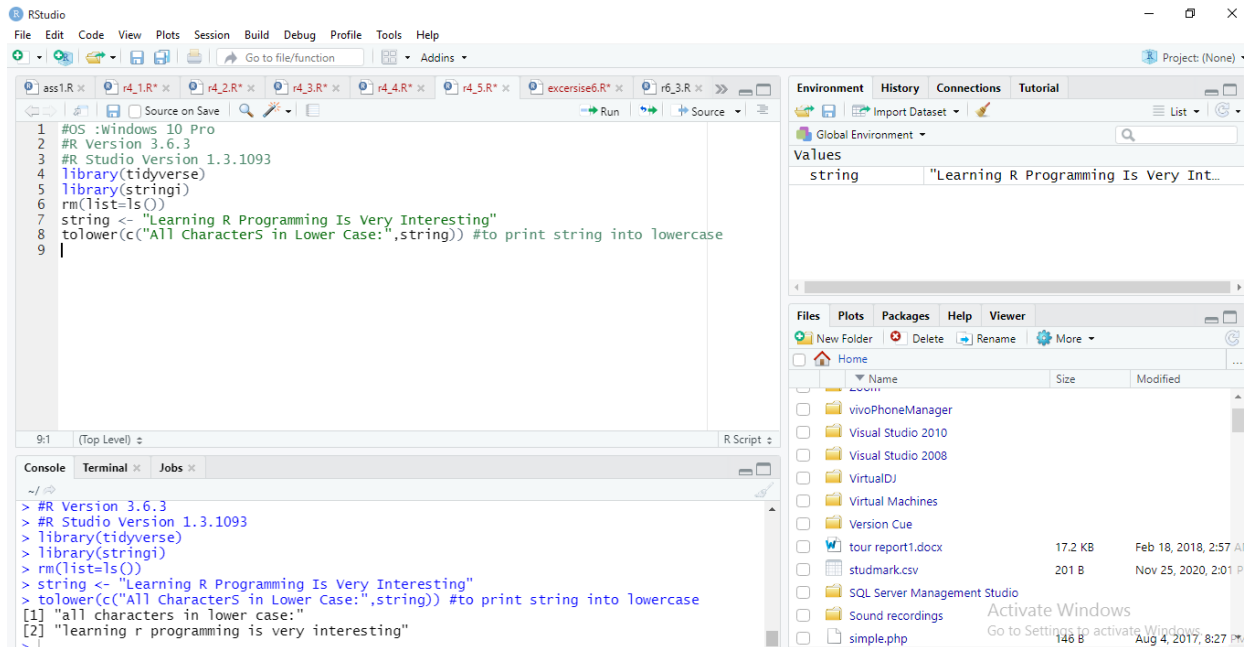 RStudio
File Edit Code View Plots Session Build Debug Profile Tools Help
Go to file/function Addins Project: (None)
ass1.R r4_1.R* r4_2.R* r4_3.R* r4_4.R* r4_5.R* excersise6.R* r6_3.R
Source on Save Run Source
1 #OS :Windows 10 Pro
2 #R Version 3.6.3
3 #R Studio Version 1.3.1093
4 library(tidyverse)
5 library(stringi)
6 rm(list=ls())
7 string <- "Learning R Programming Is Very Interesting"
8 tolower(c("All CharacterS in Lower Case:",string)) #to print string into lowercase
9
9:1 (Top Level) R Script
Console Terminal Jobs
~/
> #R Version 3.6.3
> #R Studio Version 1.3.1093
> library(tidyverse)
> library(stringi)
> rm(list=ls())
> string <- "Learning R Programming Is Very Interesting"
> tolower(c("All CharacterS in Lower Case:",string)) #to print string into lowercase
[1] "all characters in lower case:"
[2] "learning r programming is very interesting"
>
Environment History Connections Tutorial
Import Dataset List
Global Environment
Values
string "Learning R Programming Is Very Int…
Files Plots Packages Help Viewer
New Folder Delete Rename More
Home ...
Name Size Modified
Zoom
vivoPhoneManager
Visual Studio 2010
Visual Studio 2008
VirtualDJ
Virtual Machines
Version Cue
tour report1.docx 17.2 KB Feb 18, 2018, 2:57 A
studmark.csv 201 B Nov 25, 2020, 2:01 P
SQL Server Management Studio
Sound recordings
simple.php 146 B Aug 4, 2017, 8:27 PM
Activate Windows
Go to Settings to activate Windows.